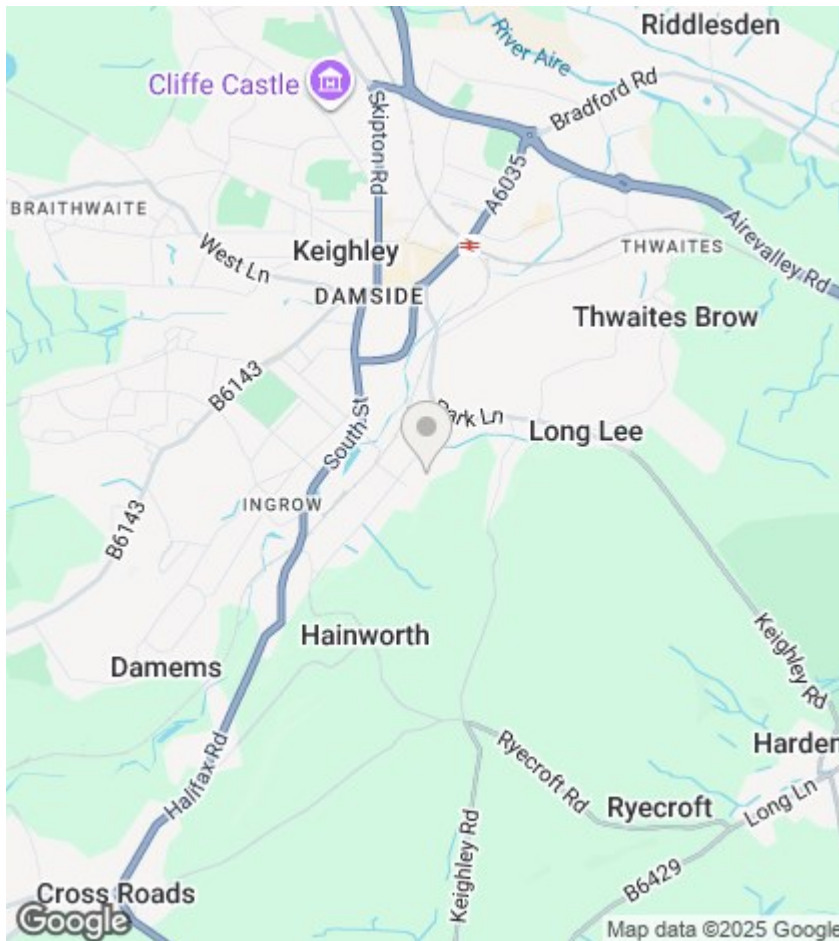 Riddlesden
River Aire
Cliffe Castle
Bradford Rd
Skipton Rd
A6035
BRAITHWAITE
West Ln
Keighley
THWAITES
Airevalley Rd
DAMSIDE
Thwaites Brow
B6143
Park Ln
Long Lee
South St
INGROW
B6143
Hainworth
Damems
Keighley Rd
Halifax Rd
Harden
Ryecroft Rd
Ryecroft
Long Ln
Keighley Rd
B6429
Cross Roads
Google
Map data ©2025 Google